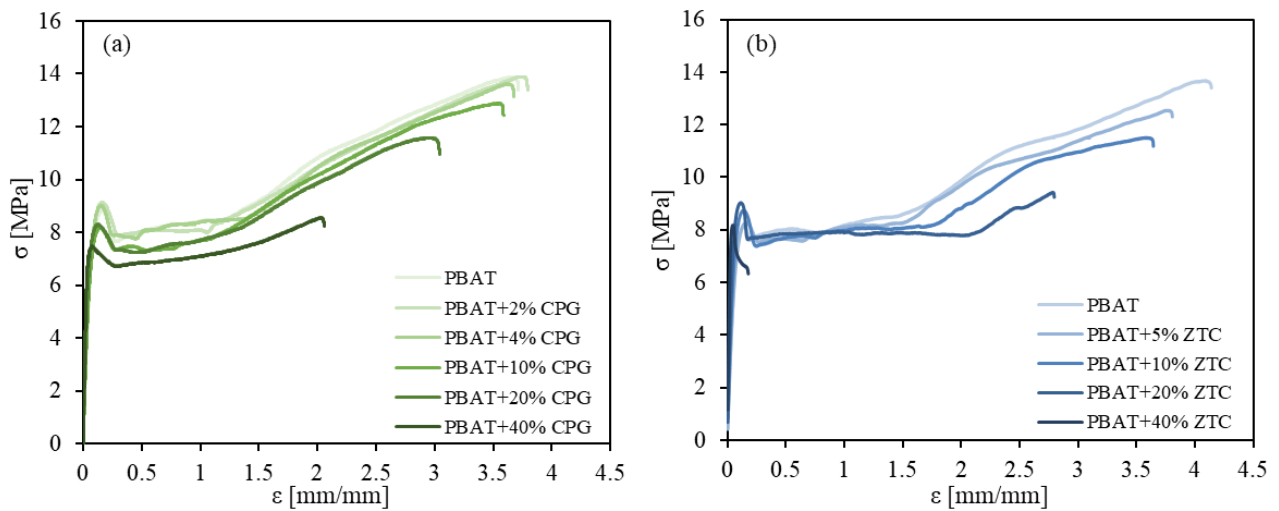 (a)
σ [MPa]
16
14
12
10
8
6
4
2
0
0 0.5 1 1.5 2 2.5 3 3.5 4 4.5
ε [mm/mm]
PBAT
PBAT+2% CPG
PBAT+4% CPG
PBAT+10% CPG
PBAT+20% CPG
PBAT+40% CPG
(b)
σ [MPa]
16
14
12
10
8
6
4
2
0
0 0.5 1 1.5 2 2.5 3 3.5 4 4.5
ε [mm/mm]
PBAT
PBAT+5% ZTC
PBAT+10% ZTC
PBAT+20% ZTC
PBAT+40% ZTC